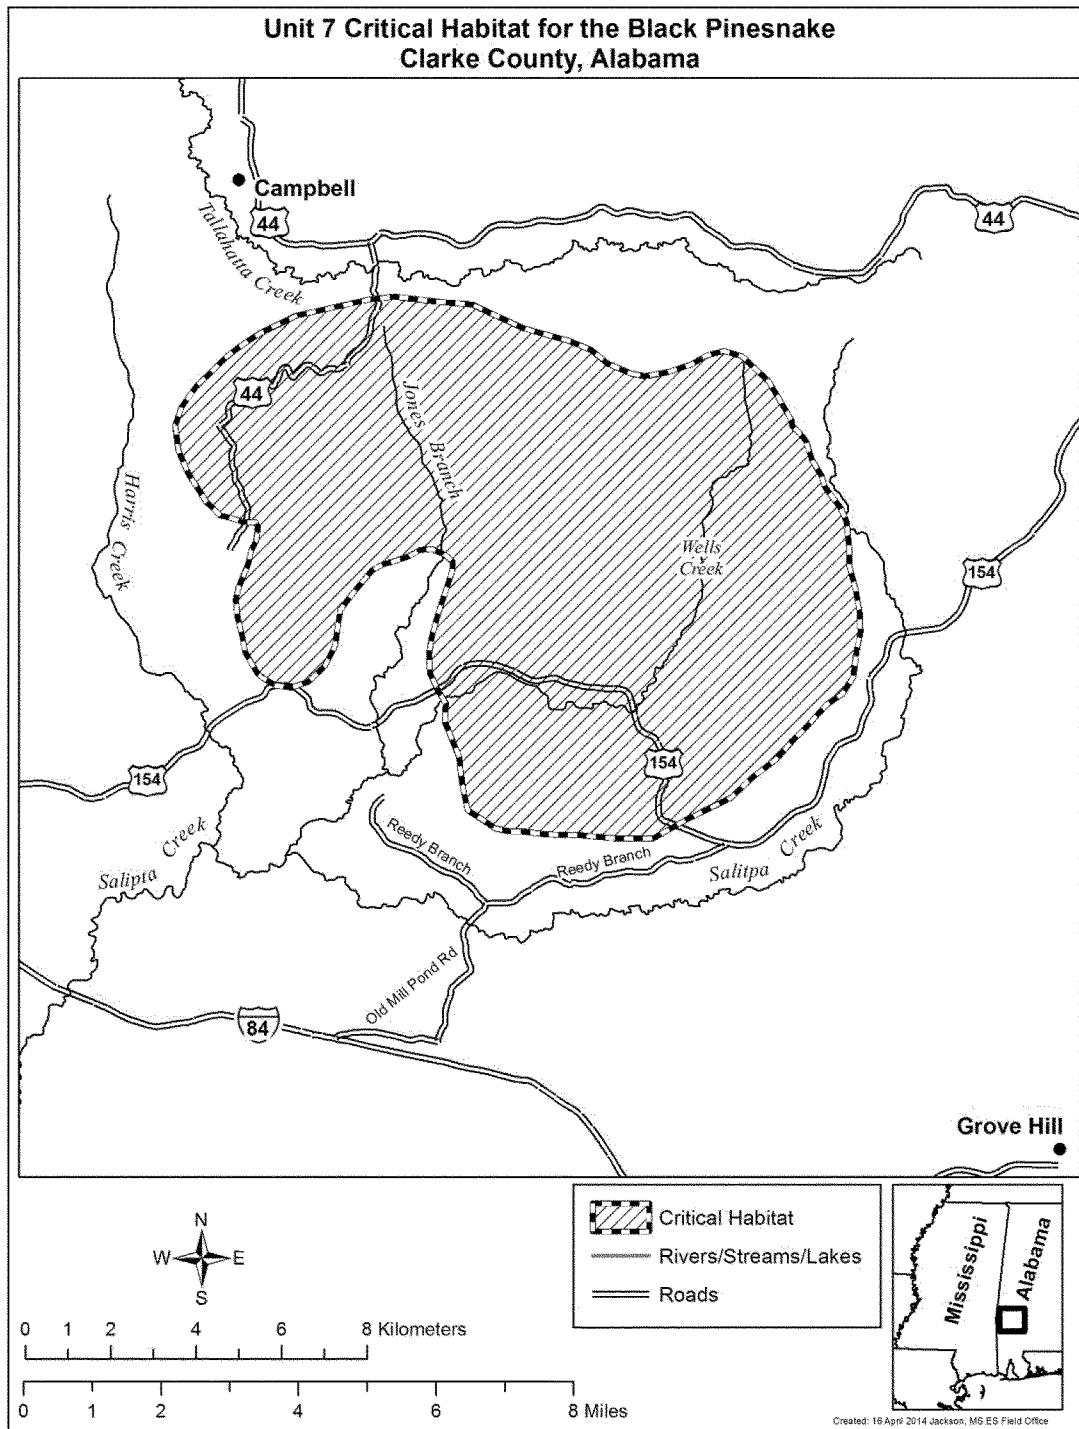 Unit 7 Critical Habitat for the Black Pinesnake
Clarke County, Alabama
Campbell
44
44
Tallahatta Creek
44
Jones Branch
Harris Creek
Wells
Creek
154
154
154
Salipta Creek
Reedy Branch
Reedy Branch
Salitpa Creek
Old Mill Pond Rd
84
Grove Hill
N
W E
S
0 1 2 4 6 8 Kilometers
0 1 2 4 6 8 Miles
Critical Habitat
Rivers/Streams/Lakes
Roads
Mississippi
Alabama
Created: 16 April 2014 Jackson, MS ES Field Office